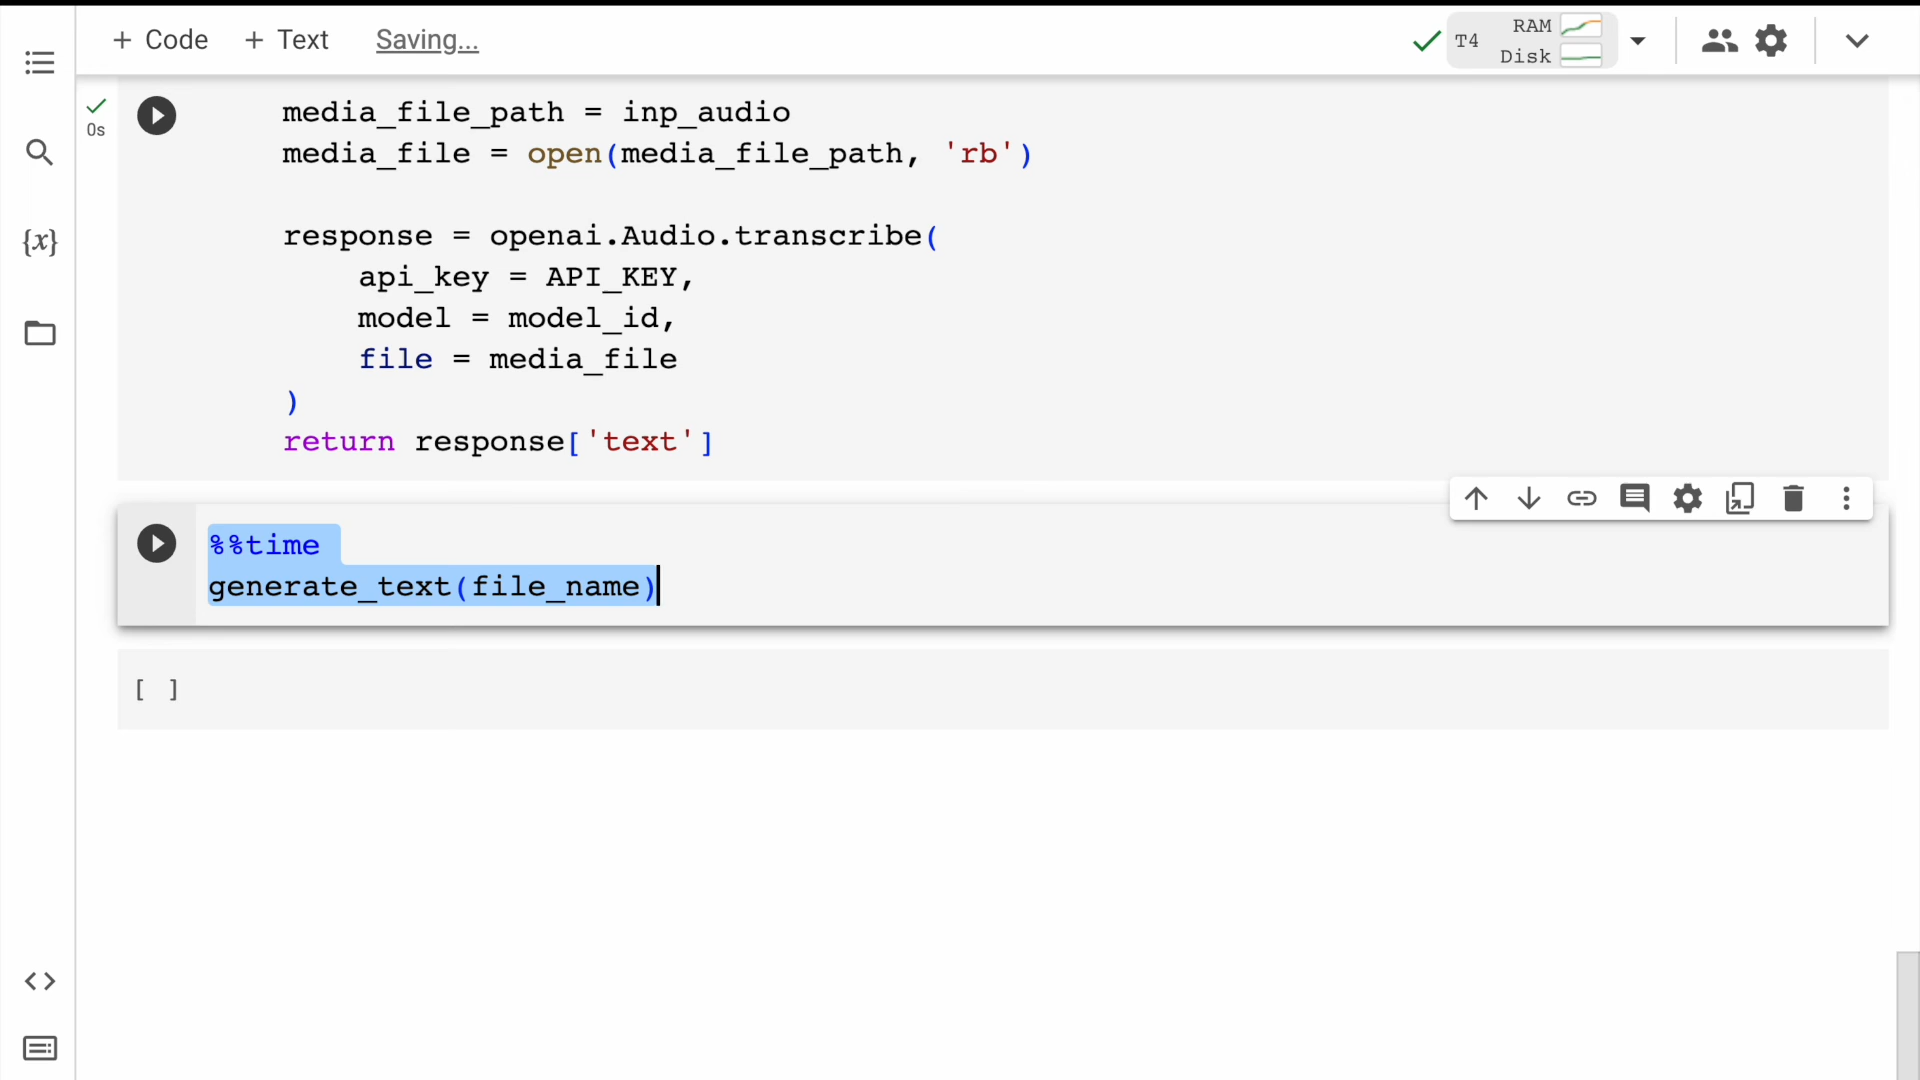 + Code + Text Saving... T4 RAM
Disk
0s
media_file_path = inp_audio
media_file = open(media_file_path, 'rb')
response = openai.Audio.transcribe(
api_key = API_KEY,
model = model_id,
file = media_file
)
return response['text']
{x}
%%time
generate_text(file_name)
[ ]